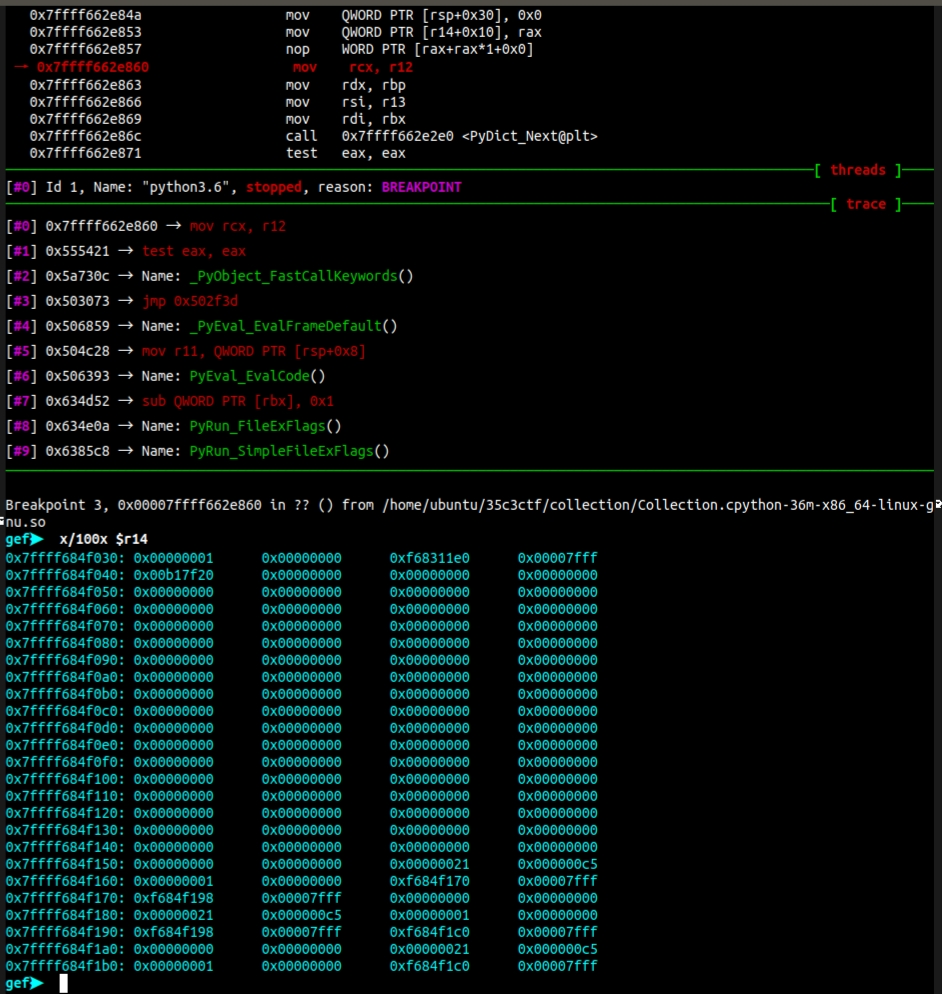 0x7ffff662e84a mov QWORD PTR [rsp+0x30], 0x0
0x7ffff662e853 mov QWORD PTR [r14+0x10], rax
0x7ffff662e857 nop WORD PTR [rax+rax*1+0x0]
→ 0x7ffff662e860 mov rcx, r12
0x7ffff662e863 mov rdx, rbp
0x7ffff662e866 mov rsi, r13
0x7ffff662e869 mov rdi, rbx
0x7ffff662e86c call 0x7ffff662e2e0 <PyDict_Next@plt>
0x7ffff662e871 test eax, eax
[ threads ]
[#0] Id 1, Name: "python3.6", stopped, reason: BREAKPOINT
[ trace ]
[#0] 0x7ffff662e860 → mov rcx, r12
[#1] 0x555421 → test eax, eax
[#2] 0x5a730c → Name: _PyObject_FastCallKeywords()
[#3] 0x503073 → jmp 0x502f3d
[#4] 0x506859 → Name: _PyEval_EvalFrameDefault()
[#5] 0x504c28 → mov r11, QWORD PTR [rsp+0x8]
[#6] 0x506393 → Name: PyEval_EvalCode()
[#7] 0x634d52 → sub QWORD PTR [rbx], 0x1
[#8] 0x634e0a → Name: PyRun_FileExFlags()
[#9] 0x6385c8 → Name: PyRun_SimpleFileExFlags()
Breakpoint 3, 0x00007ffff662e860 in ?? () from /home/ubuntu/35c3ctf/collection/Collection.cpython-36m-x86_64-linux-g
nu.so
gef➤ x/100x $r14
0x7ffff684f030: 0x00000001 0x00000000 0xf68311e0 0x00007fff
0x7ffff684f040: 0x00b17f20 0x00000000 0x00000000 0x00000000
0x7ffff684f050: 0x00000000 0x00000000 0x00000000 0x00000000
0x7ffff684f060: 0x00000000 0x00000000 0x00000000 0x00000000
0x7ffff684f070: 0x00000000 0x00000000 0x00000000 0x00000000
0x7ffff684f080: 0x00000000 0x00000000 0x00000000 0x00000000
0x7ffff684f090: 0x00000000 0x00000000 0x00000000 0x00000000
0x7ffff684f0a0: 0x00000000 0x00000000 0x00000000 0x00000000
0x7ffff684f0b0: 0x00000000 0x00000000 0x00000000 0x00000000
0x7ffff684f0c0: 0x00000000 0x00000000 0x00000000 0x00000000
0x7ffff684f0d0: 0x00000000 0x00000000 0x00000000 0x00000000
0x7ffff684f0e0: 0x00000000 0x00000000 0x00000000 0x00000000
0x7ffff684f0f0: 0x00000000 0x00000000 0x00000000 0x00000000
0x7ffff684f100: 0x00000000 0x00000000 0x00000000 0x00000000
0x7ffff684f110: 0x00000000 0x00000000 0x00000000 0x00000000
0x7ffff684f120: 0x00000000 0x00000000 0x00000000 0x00000000
0x7ffff684f130: 0x00000000 0x00000000 0x00000000 0x00000000
0x7ffff684f140: 0x00000000 0x00000000 0x00000000 0x00000000
0x7ffff684f150: 0x00000000 0x00000000 0x00000021 0x000000c5
0x7ffff684f160: 0x00000001 0x00000000 0xf684f170 0x00007fff
0x7ffff684f170: 0xf684f198 0x00007fff 0x00000000 0x00000000
0x7ffff684f180: 0x00000021 0x000000c5 0x00000001 0x00000000
0x7ffff684f190: 0xf684f198 0x00007fff 0xf684f1c0 0x00007fff
0x7ffff684f1a0: 0x00000000 0x00000000 0x00000021 0x000000c5
0x7ffff684f1b0: 0x00000001 0x00000000 0xf684f1c0 0x00007fff
gef➤